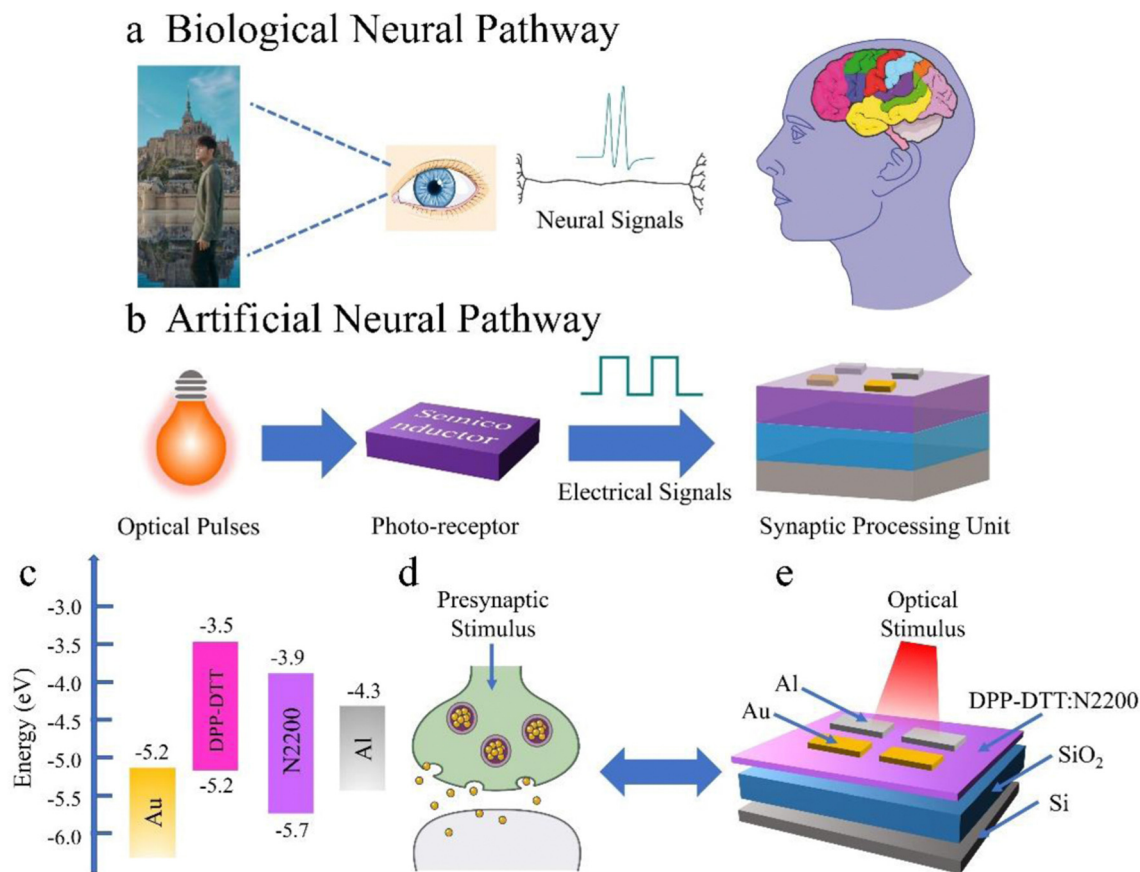 a Biological Neural Pathway
Neural Signals
b Artificial Neural Pathway
Semico
nductor
Electrical Signals
Optical Pulses
Photo-receptor
Synaptic Processing Unit
c
Energy (eV)
-3.0
-3.5
-4.0
-4.5
-5.0
-5.5
-6.0
-5.2
Au
-3.5
DPP-DTT
-5.2
-3.9
N2200
-5.7
-4.3
Al
d
Presynaptic
Stimulus
e
Optical
Stimulus
Al
Au
DPP-DTT:N2200
SiO₂
Si